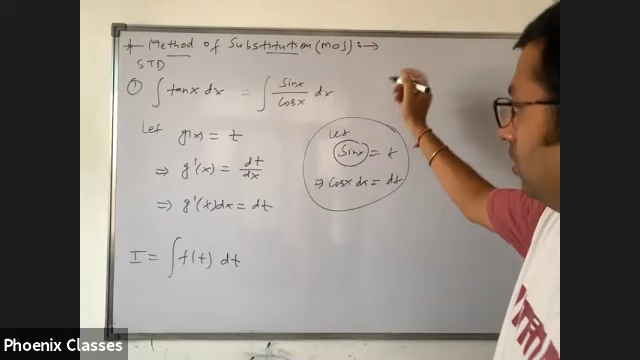 * Method of Substitution (MOS) :→
STD
① ∫ tanx dx = ∫ Sinx/Cosx dx
Let g(x) = t
⇒ g'(x) = dt/dx
⇒ g'(x)dx = dt
I = ∫ f(t) dt
Let
Sinx = t
⇒ Cosx dx = dt
Phoenix Classes